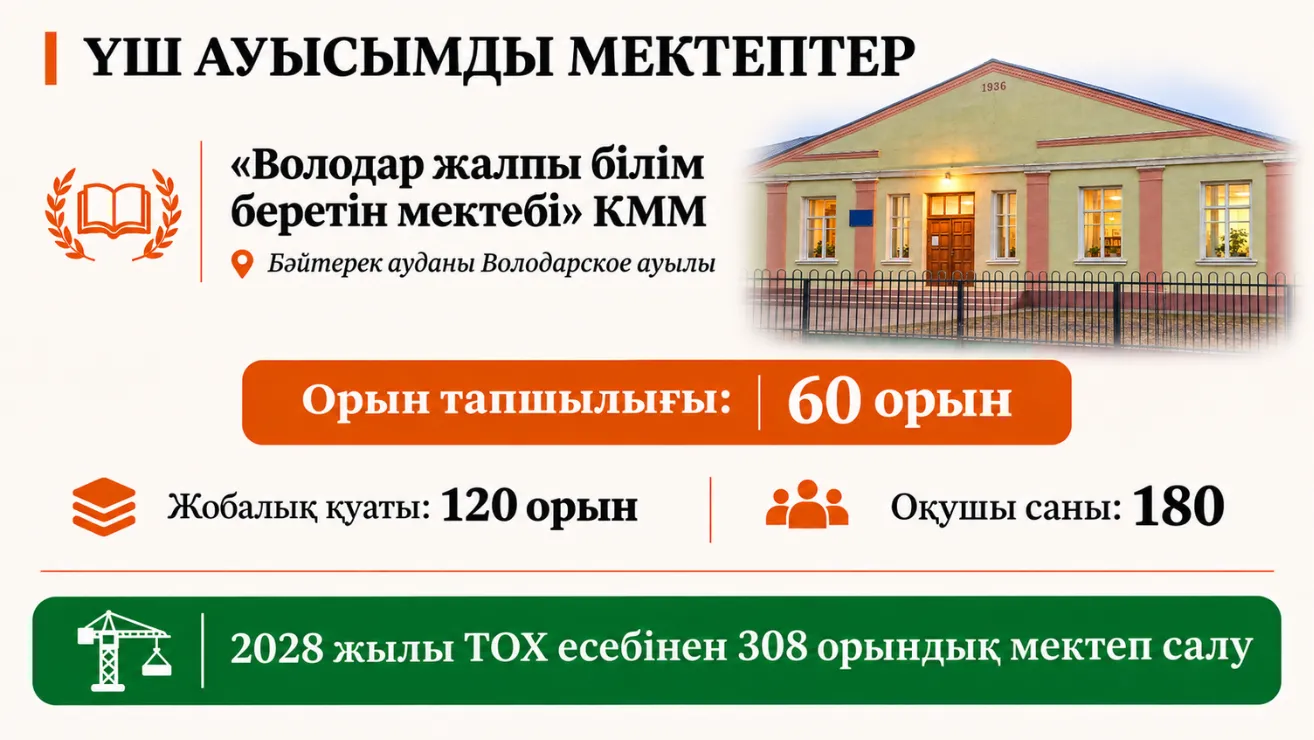 ҮШ АУЫСЫМДЫ МЕКТЕПТЕР
1936
«Володар жалпы білім
беретін мектебі» КММ
Бәйтерек ауданы Володарское ауылы
Орын тапшылығы: 60 орын
Жобалық қуаты: 120 орын
Оқушы саны: 180
2028 жылы ТОХ есебінен 308 орындық мектеп салу